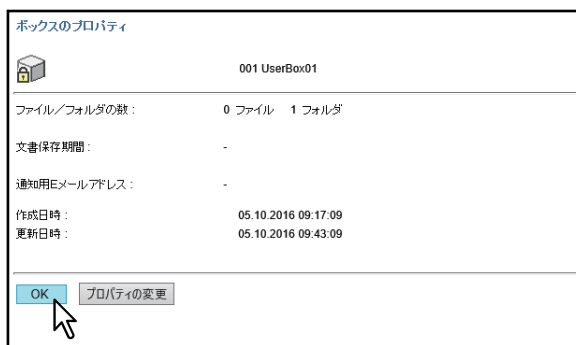 ボックスのプロパティ
001 UserBox01
ファイル／フォルダの数 : 0 ファイル 1 フォルダ
文書保存期間 : -
通知用Eメールアドレス : -
作成日時 : 05.10.2016 09:17:09
更新日時 : 05.10.2016 09:43:09
OK プロパティの変更